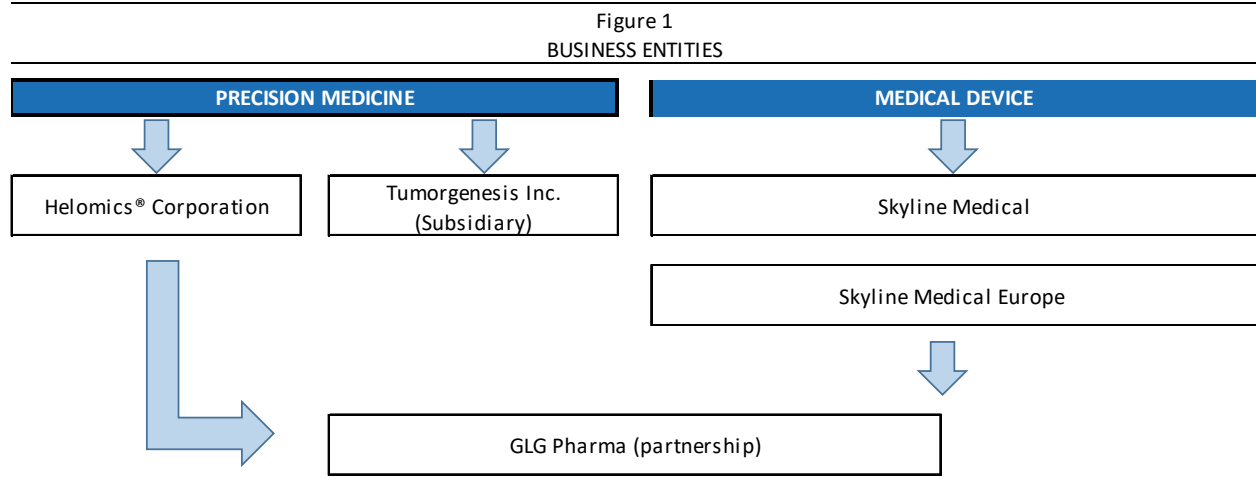 Figure 1
BUSINESS ENTITIES
PRECISION MEDICINE
MEDICAL DEVICE
Helomics® Corporation
Tumorgenesis Inc.
(Subsidiary)
Skyline Medical
Skyline Medical Europe
GLG Pharma (partnership)